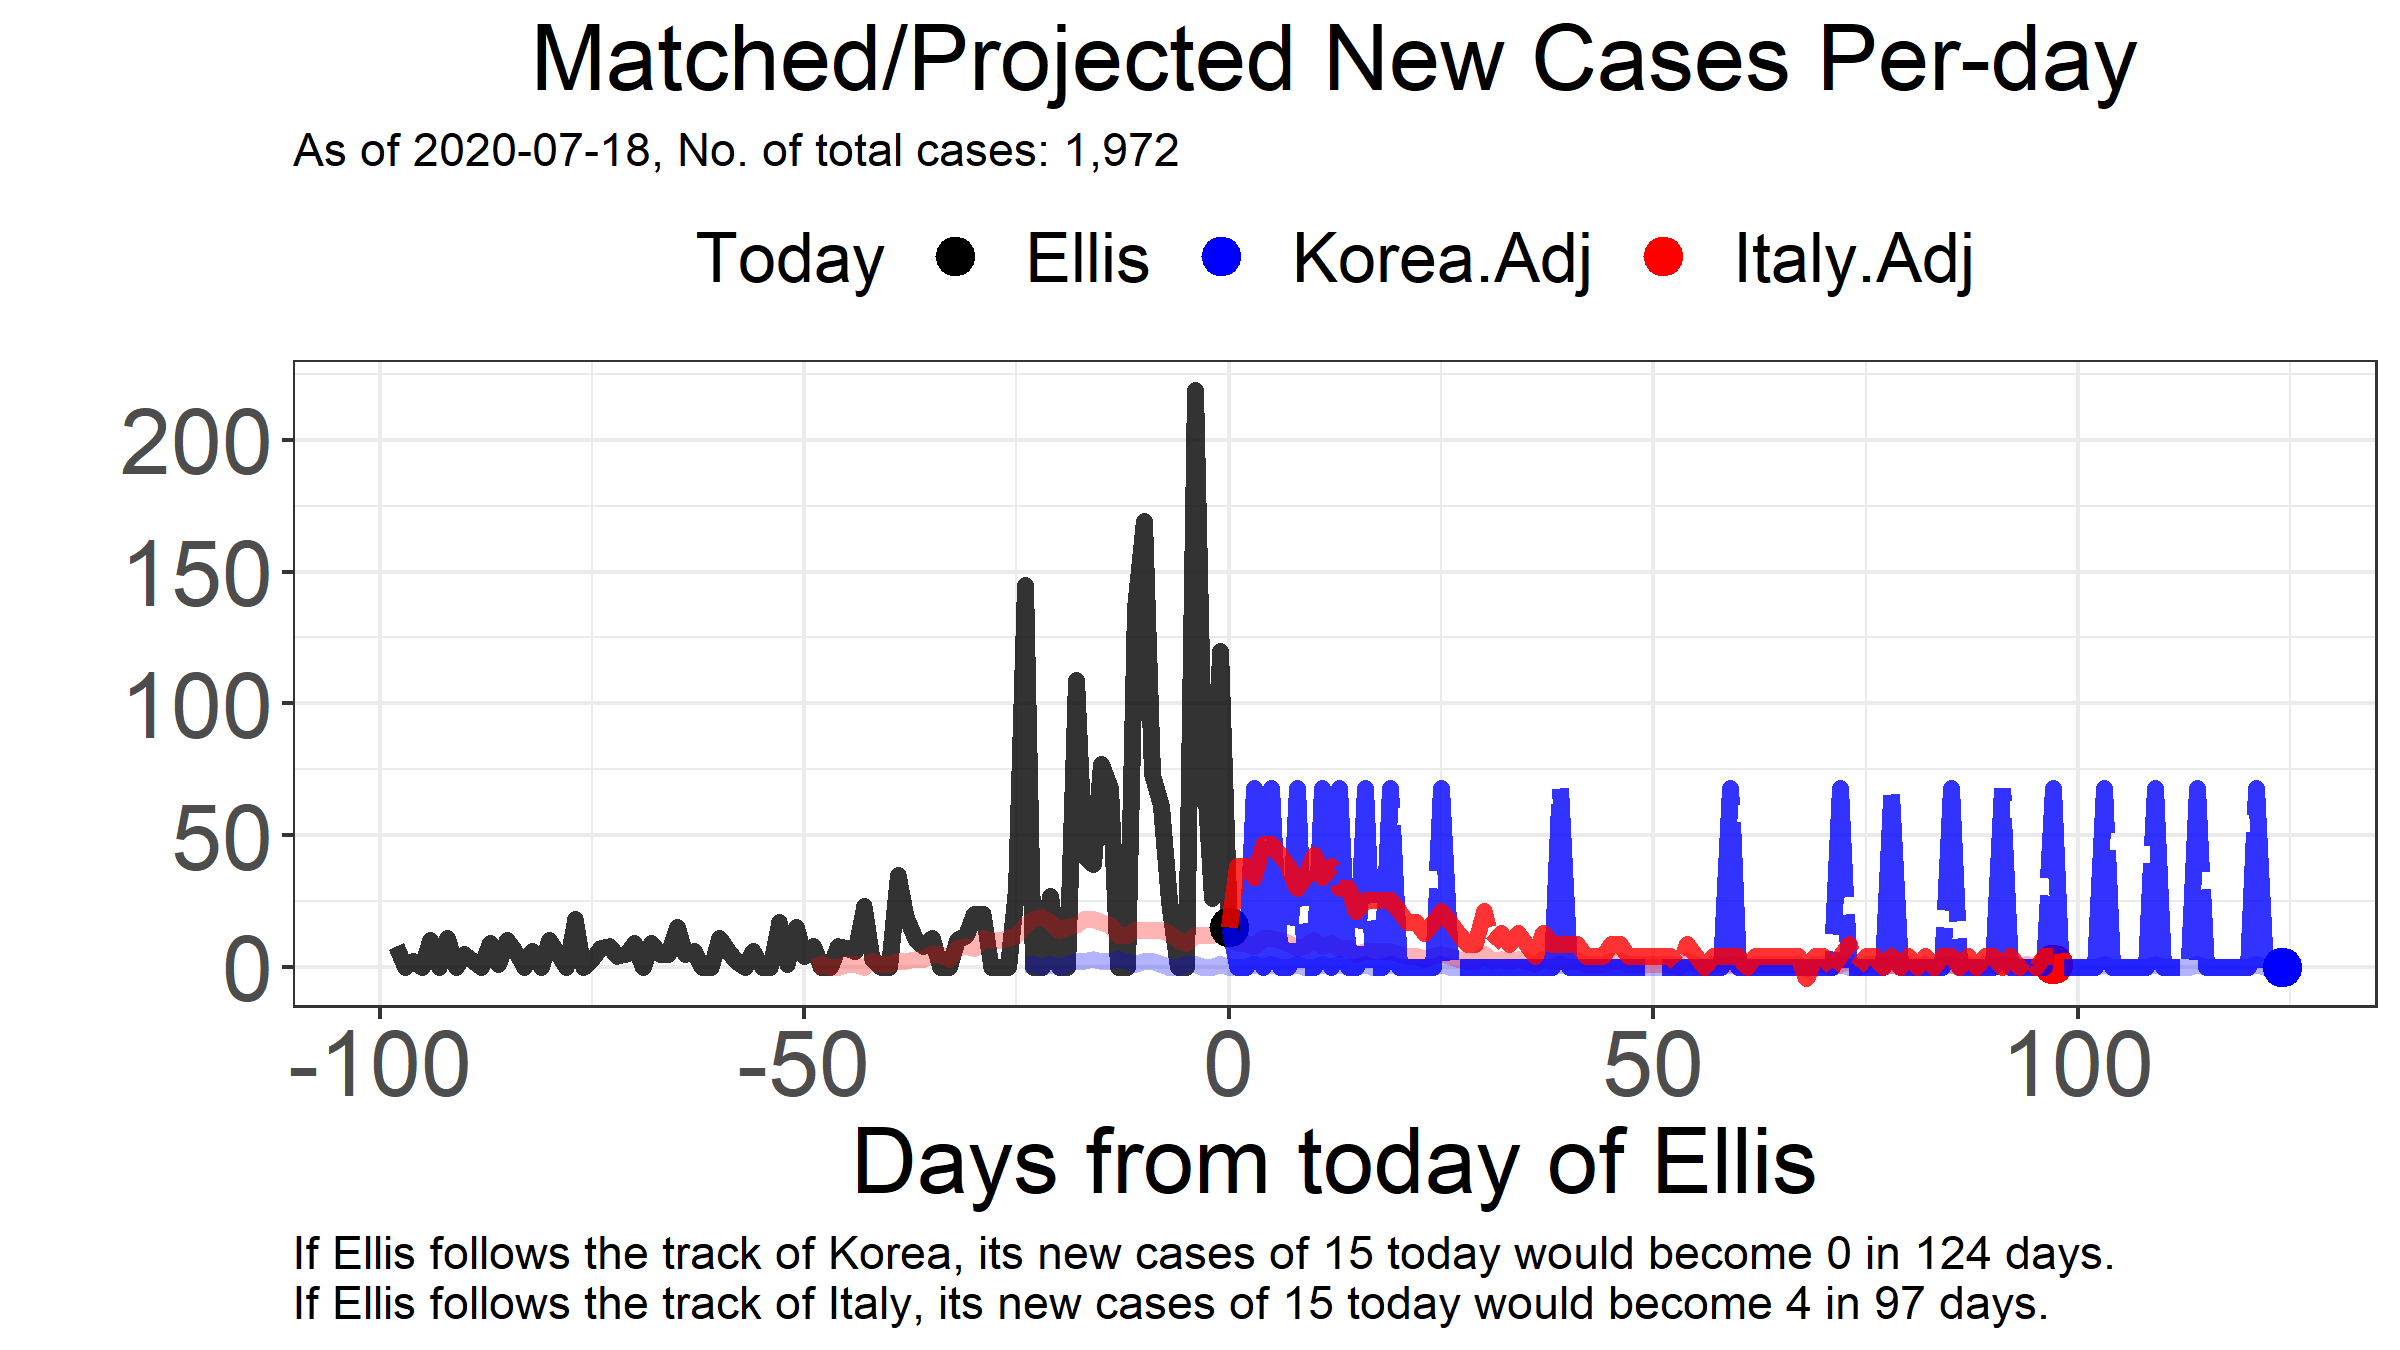 Matched/Projected New Cases Per-day
As of 2020-07-18, No. of total cases: 1,972
Today Ellis Korea.Adj Italy.Adj
200
150
100
50
0
-100 -50 0 50 100
Days from today of Ellis
If Ellis follows the track of Korea, its new cases of 15 today would become 0 in 124 days.
If Ellis follows the track of Italy, its new cases of 15 today would become 4 in 97 days.